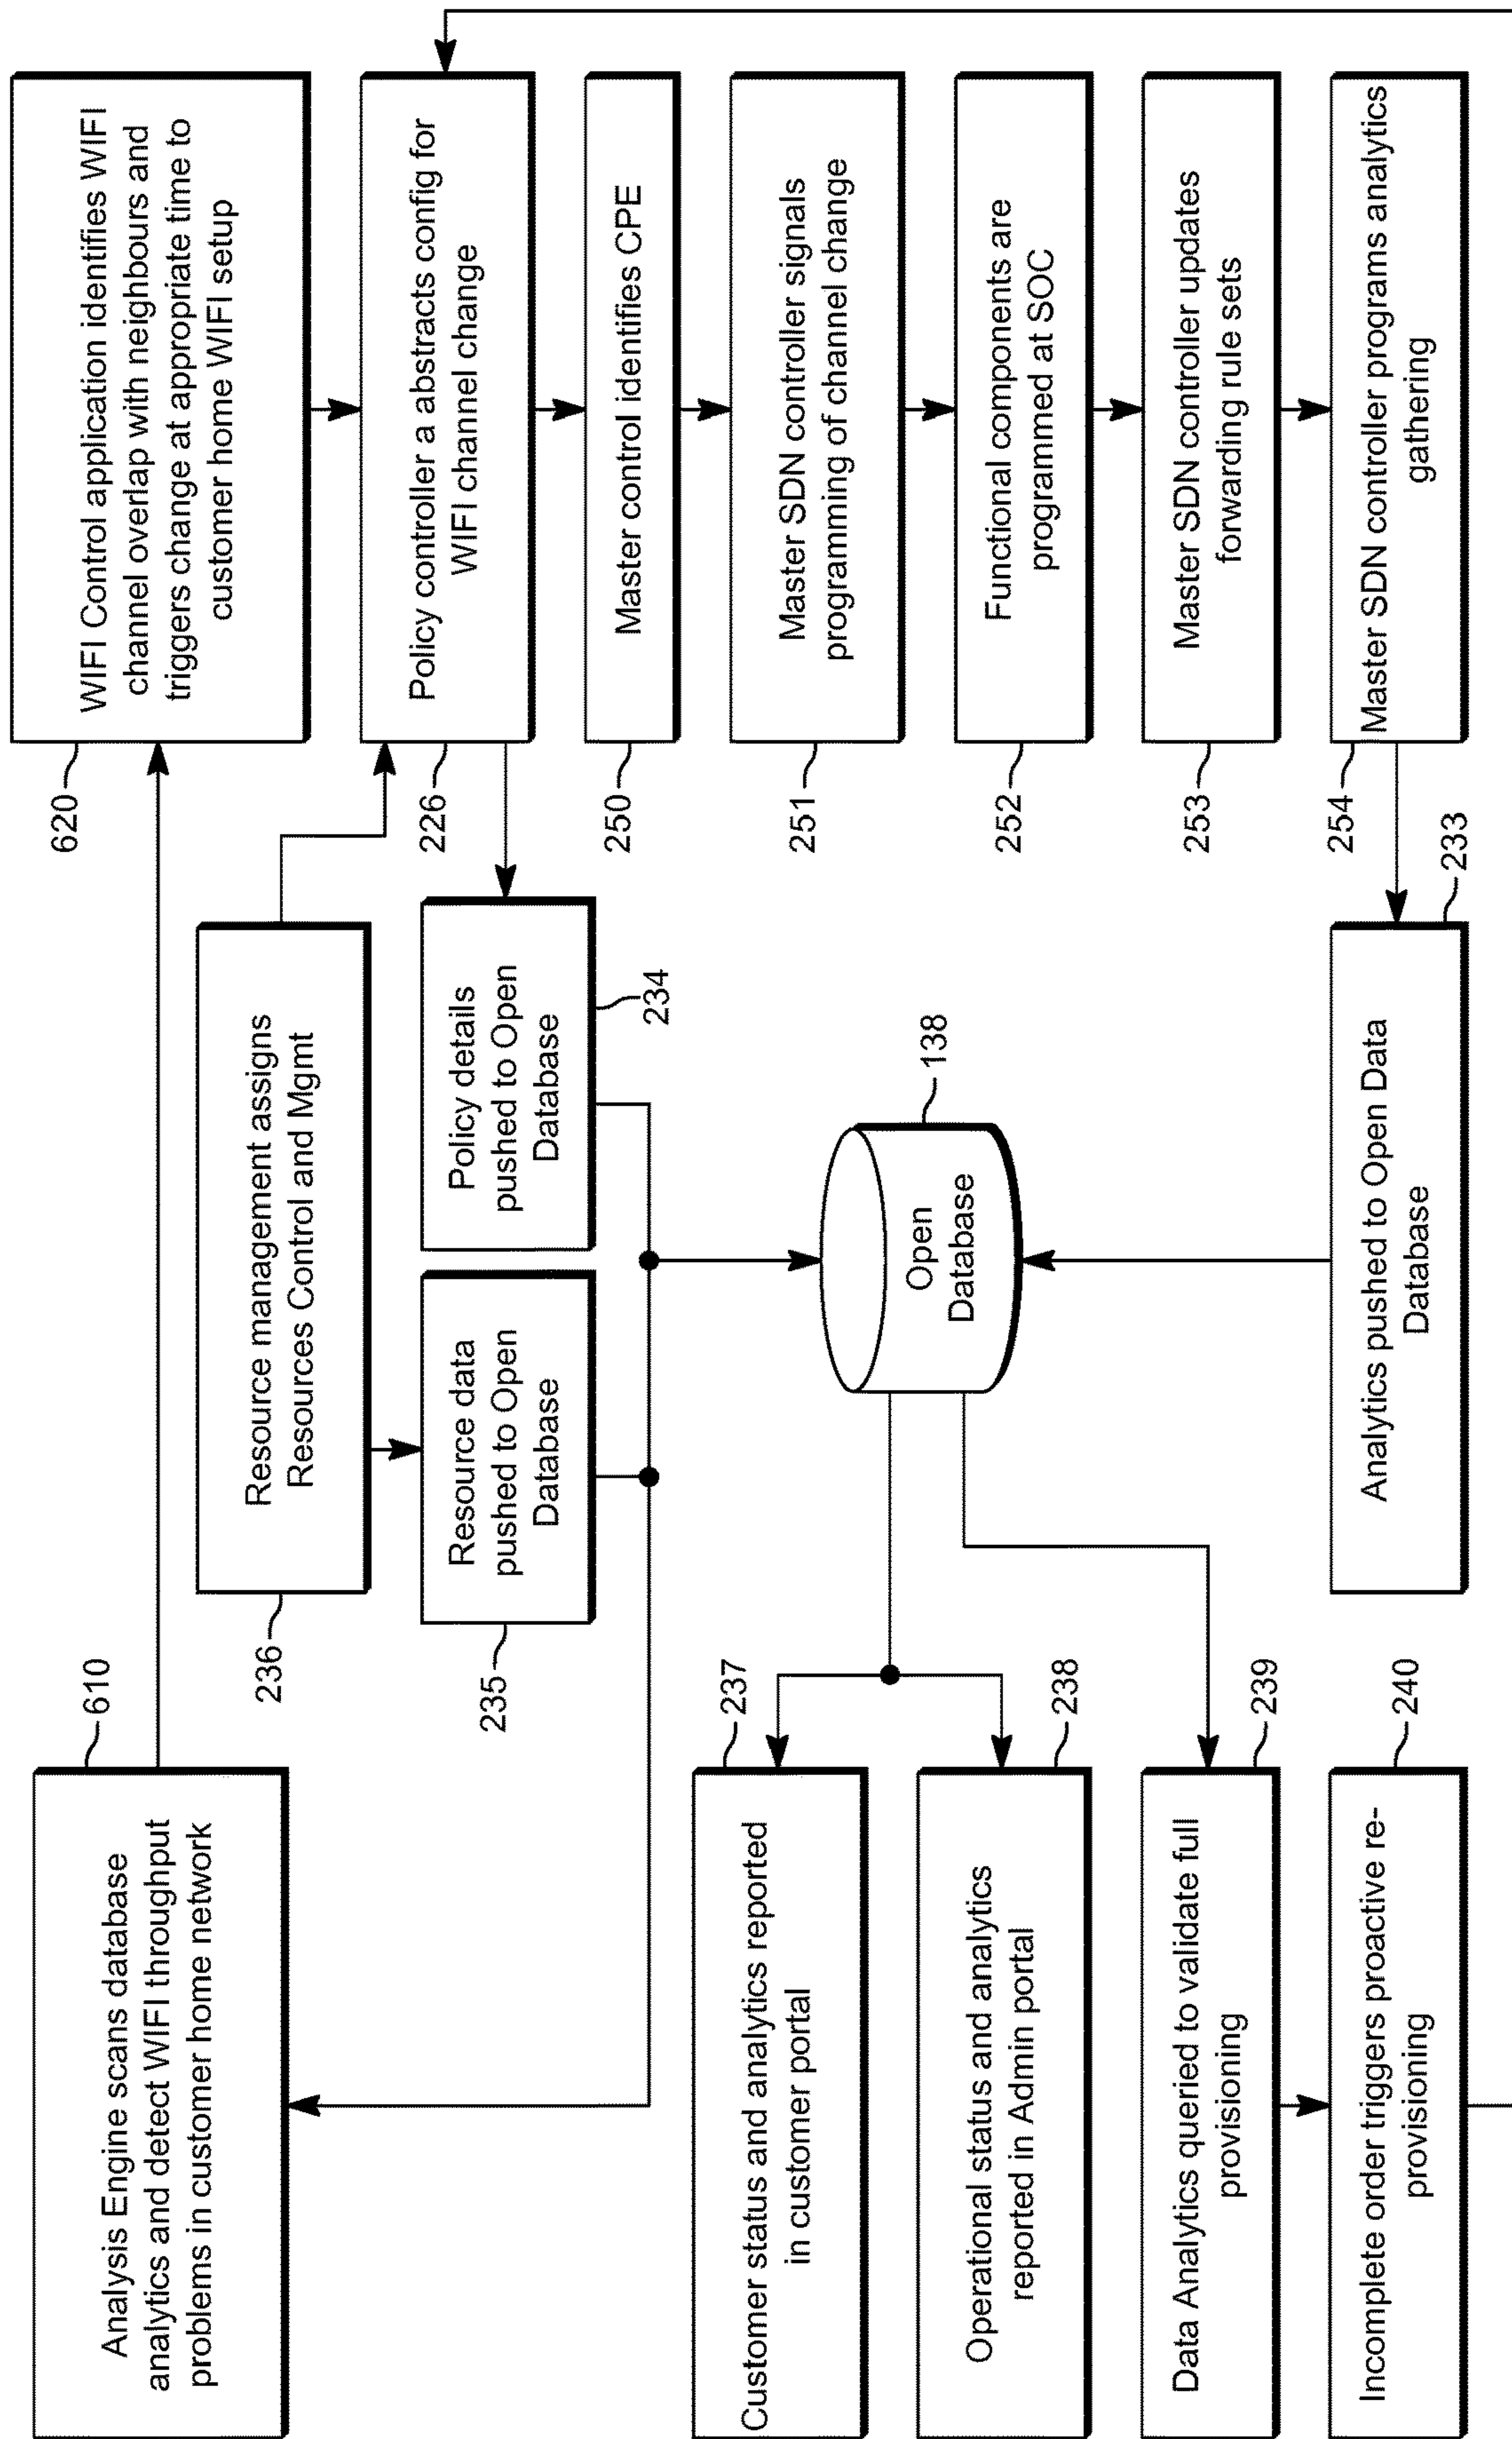 Analysis Engine scans database
analytics and detect WIFI throughput
problems in customer home network
610
WIFI Control application identifies WIFI
channel overlap with neighbours and
triggers change at appropriate time to
customer home WIFI setup
620
Resource management assigns
Resources Control and Mgmt
236
Policy controller a abstracts config for
WIFI channel change
226
Resource data
pushed to Open
Database
235
Policy details
pushed to Open
Database
234
Master control identifies CPE
250
Customer status and analytics reported
in customer portal
237
Open
Database
138
Master SDN controller signals
programming of channel change
251
Operational status and analytics
reported in Admin portal
238
Functional components are
programmed at SOC
252
Data Analytics queried to validate full
provisioning
239
Master SDN controller updates
forwarding rule sets
253
Incomplete order triggers proactive re-
provisioning
240
Analytics pushed to Open Data
Database
233
Master SDN controller programs analytics
gathering
254